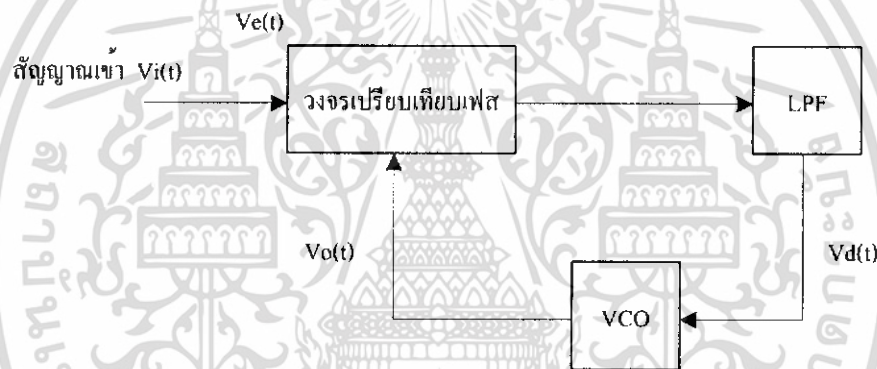 Ve(t)
สัญญาณเข้า Vi(t)
วงจรเปรียบเทียบเฟส
LPF
Vo(t)
Vd(t)
VCO